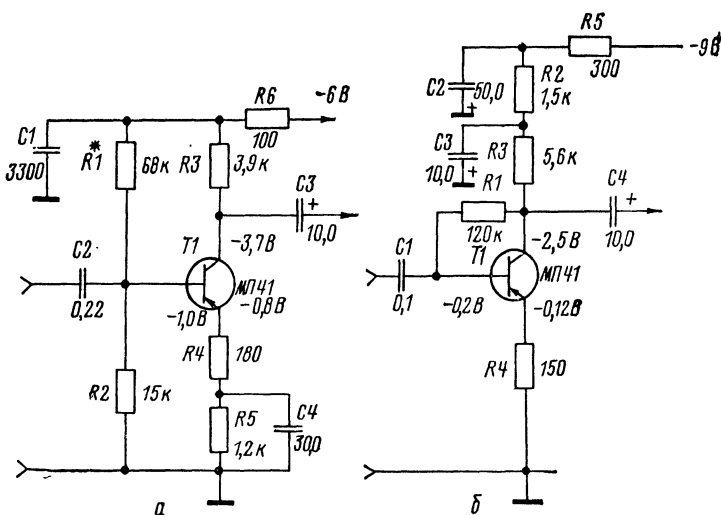 R6
-6В
100
C1
3300
R1*
68к
R3
3,9к
C3
+
10,0
-3,7В
T1
МП41
-0,8В
-1,0В
C2
0,22
R4
180
R2
15к
R5
1,2к
C4
30,0
а
R5
-9В
300
C2
50,0
+
R2
1,5к
C3
10,0
+
R3
5,6к
R1
120к
C4
+
10,0
-2,5В
T1
МП41
C1
0,1
-0,2В
-0,12В
R4
150
б